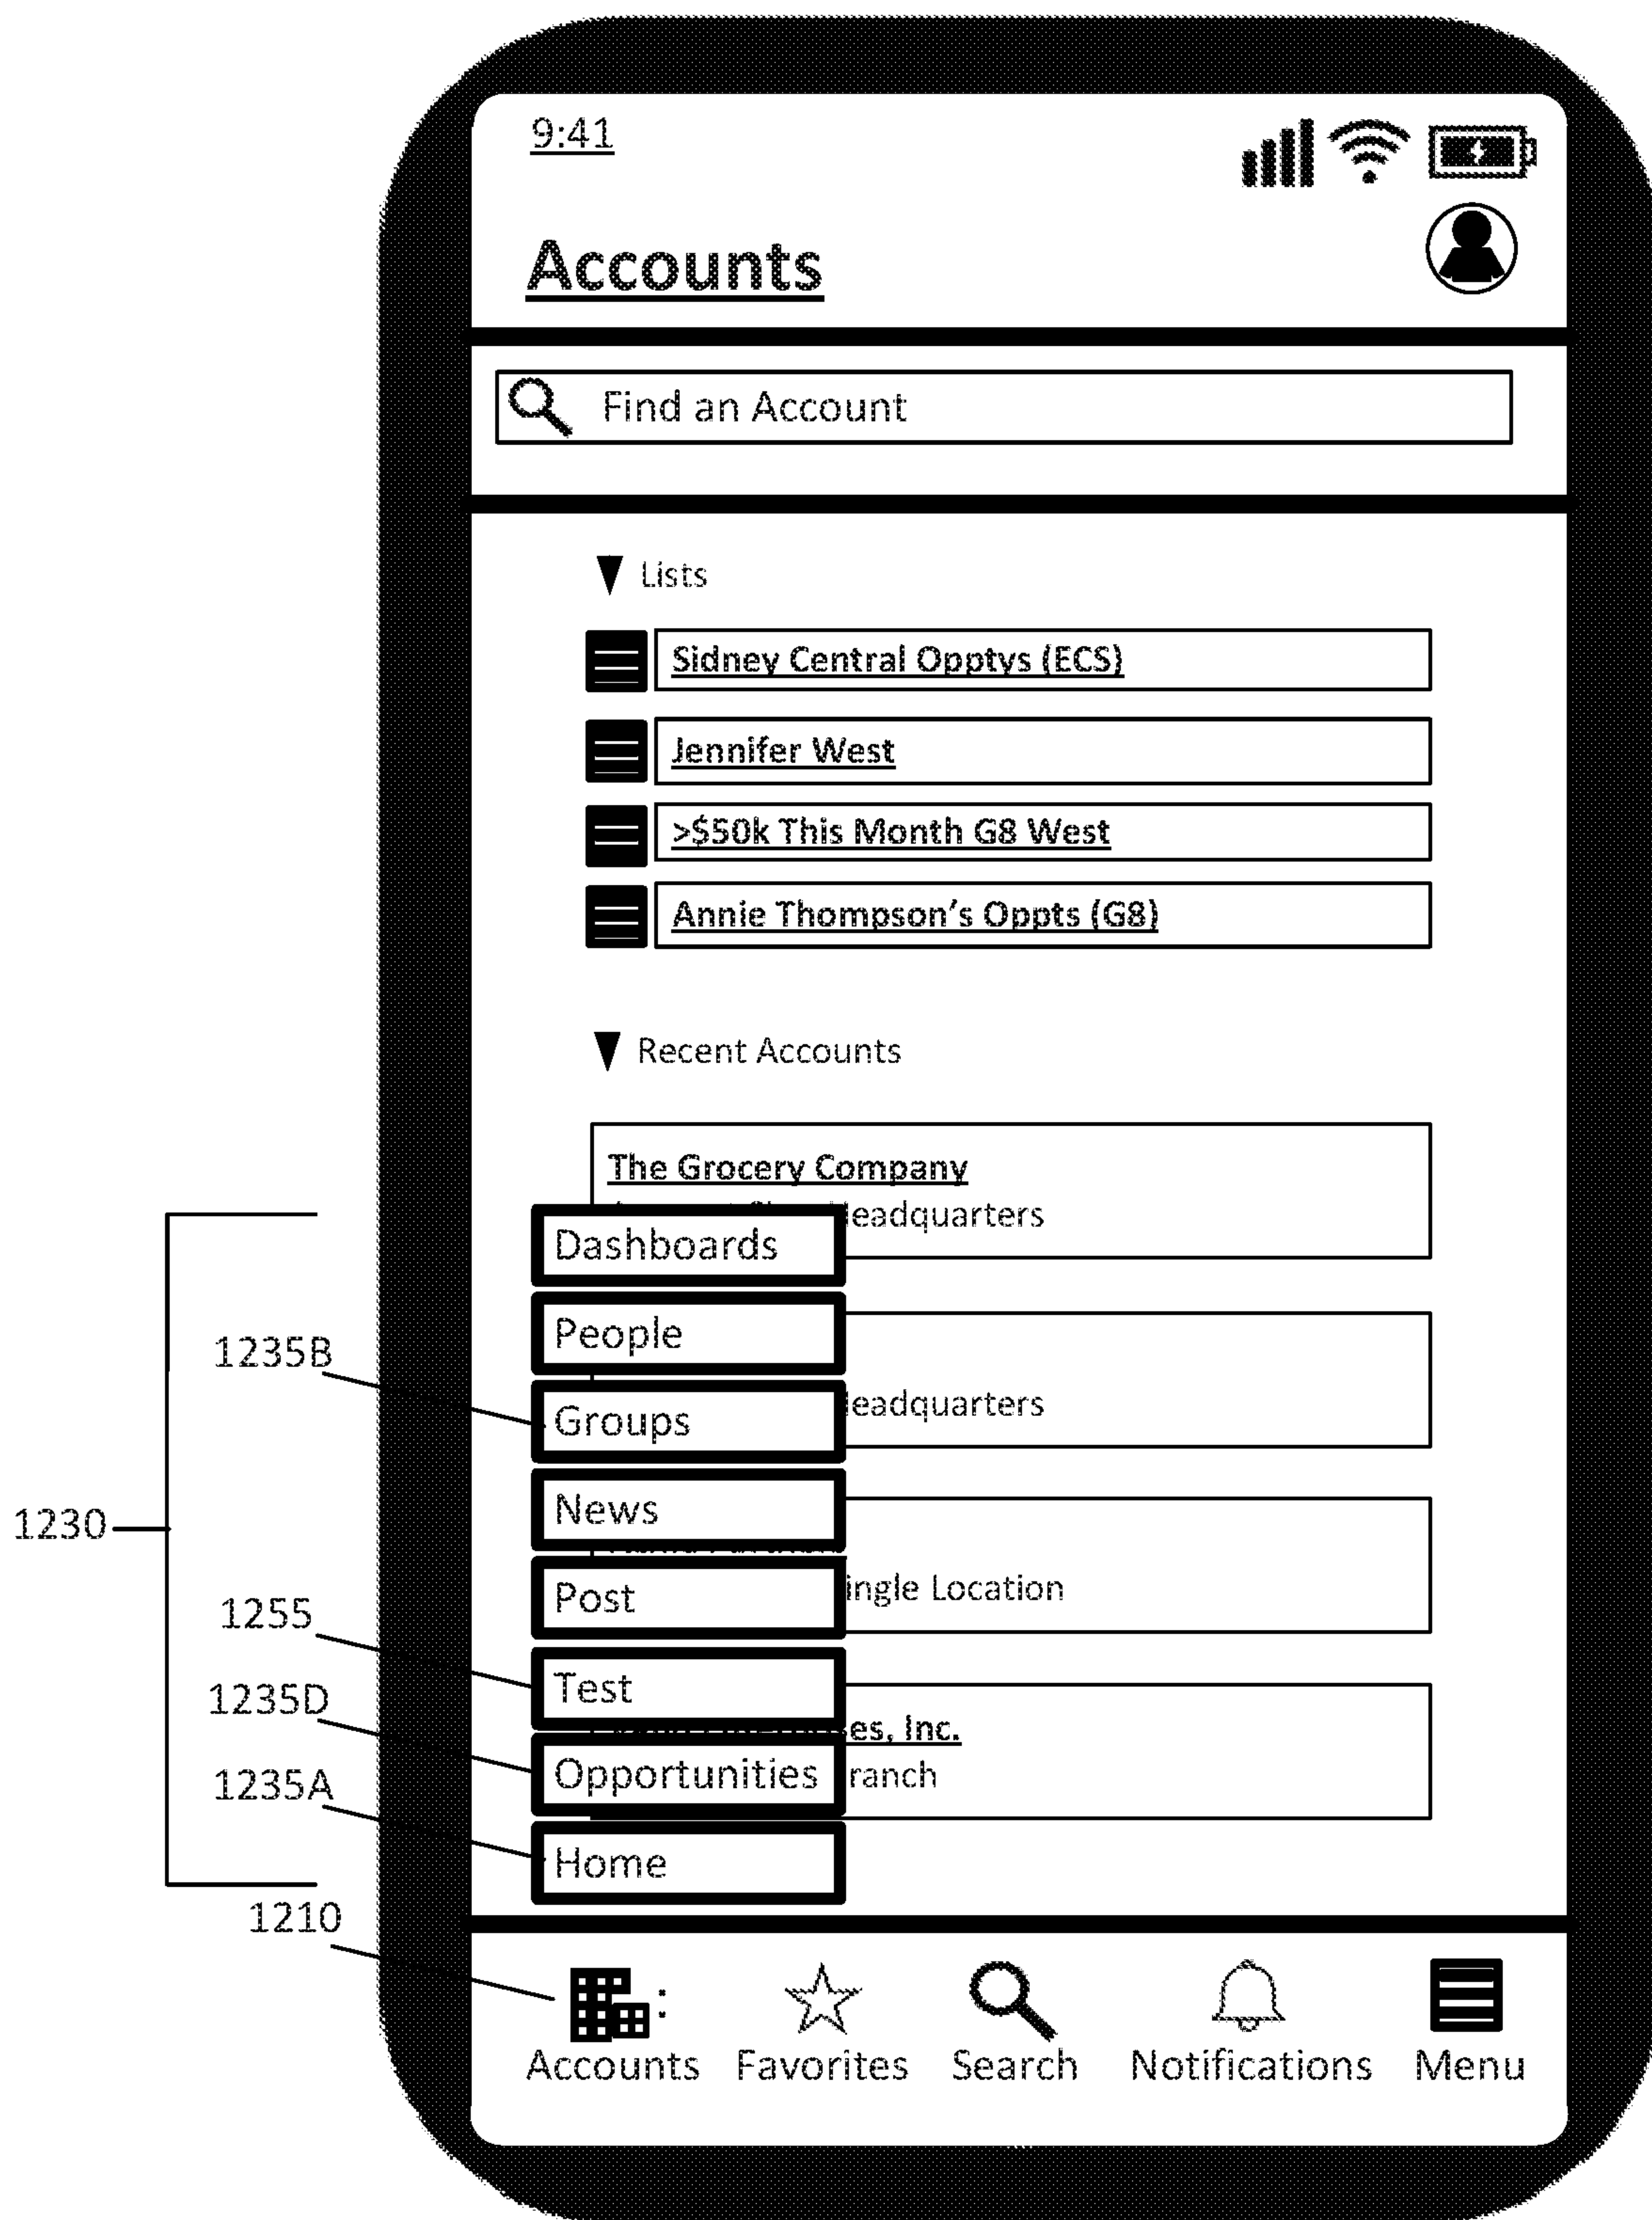 9:41
Accounts
Find an Account
Lists
Sidney Central Opptys (ECS)
Jennifer West
>$50k This Month G8 West
Annie Thompson's Oppts (G8)
Recent Accounts
The Grocery Company
eadquarters
Dashboards
People
1235B
eadquarters
Groups
News
1230
Post
ingle Location
1255
Test
1235D
es, Inc.
Opportunities
ranch
1235A
Home
1210
Accounts Favorites Search Notifications Menu